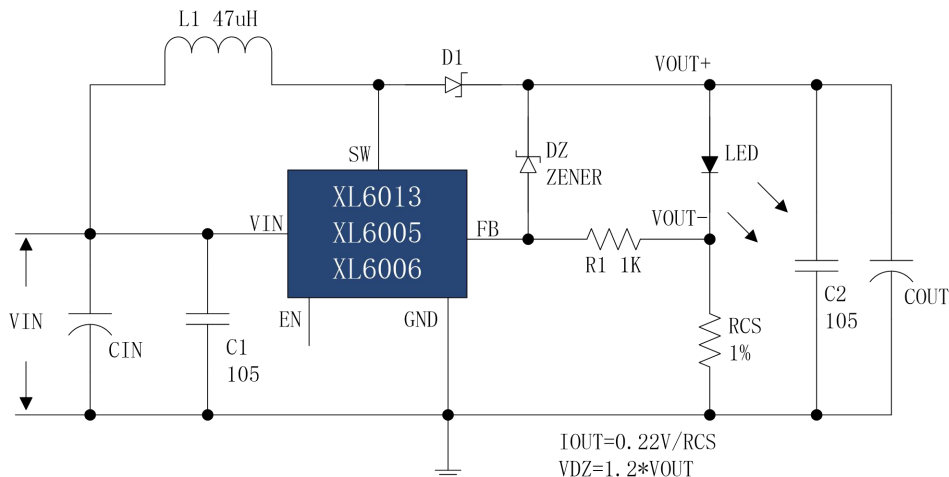 L1 47uH
D1
VOUT+
SW
DZ
ZENER
LED
XL6013
XL6005
XL6006
VIN
FB
VOUT-
R1 1K
EN
GND
VIN
CIN
C1
105
RCS
1%
C2
105
COUT
IOUT=0.22V/RCS
VDZ=1.2*VOUT